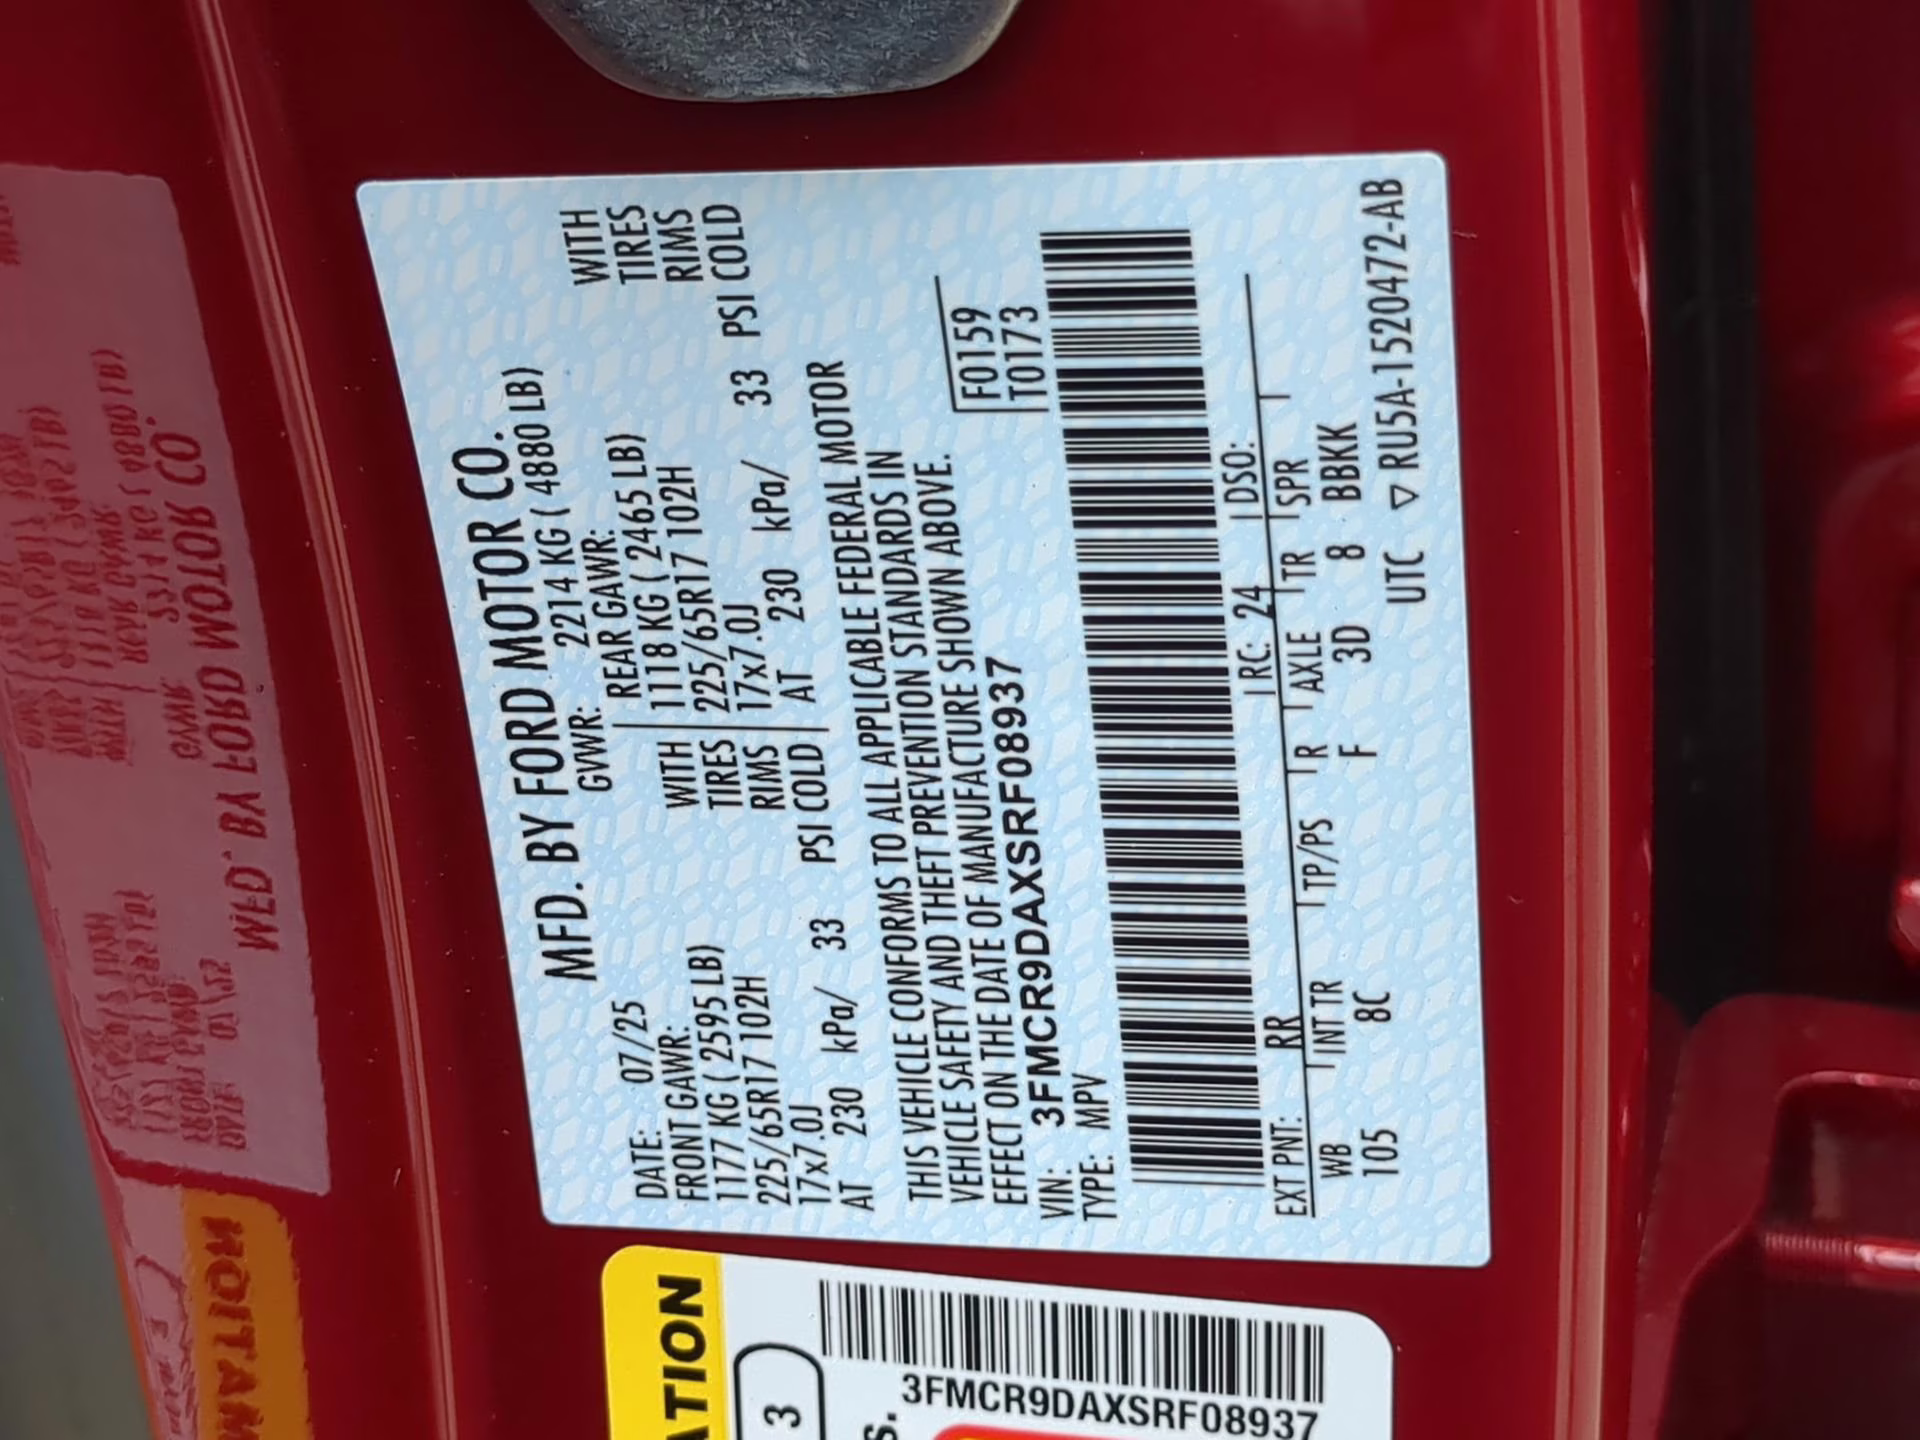 MFD. BY FORD MOTOR CO.
DATE: 07/25 GVWR: 2214 KG ( 4880 LB)
FRONT GAWR: REAR GAWR:
1177 KG ( 2595 LB) WITH 1118 KG ( 2465 LB) WITH
225/65R17 102H TIRES 225/65R17 102H TIRES
17x7.0J RIMS 17x7.0J RIMS
AT 230 kPa/ 33 PSI COLD AT 230 kPa/ 33 PSI COLD
THIS VEHICLE CONFORMS TO ALL APPLICABLE FEDERAL MOTOR
VEHICLE SAFETY AND THEFT PREVENTION STANDARDS IN
EFFECT ON THE DATE OF MANUFACTURE SHOWN ABOVE.
VIN: 3FMCR9DAXSRF08937
TYPE: MPV
F0159
T0173
EXT PNT: RR RC: 24 DSO:
WB INT TR TP/PS R AXLE TR SPR
105 8C F 3D 8 BBKK
UTC ▽ RU5A-1520472-AB
ATION
3
3FMCR9DAXSRF08937
S.